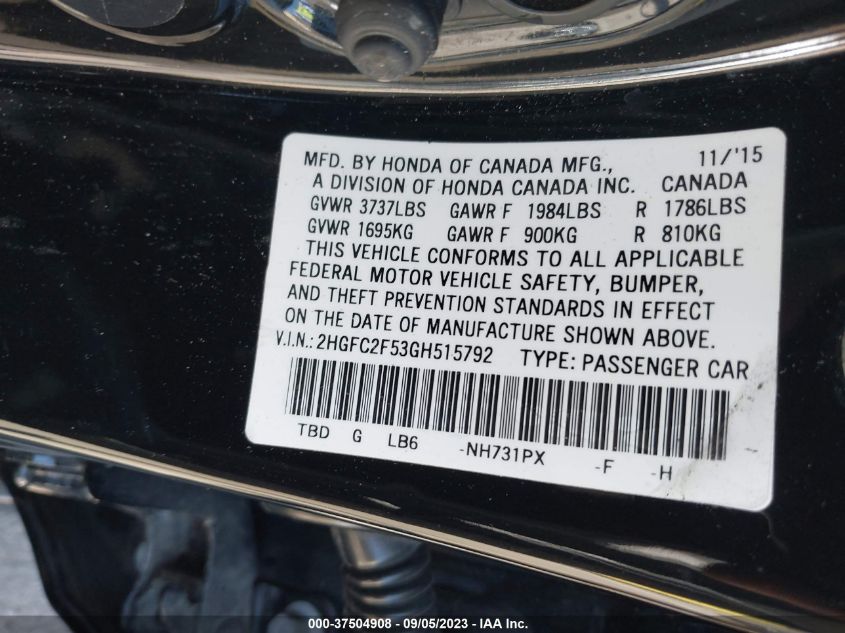 MFD. BY HONDA OF CANADA MFG., 11/'15
A DIVISION OF HONDA CANADA INC. CANADA
GVWR 3737LBS GAWR F 1984LBS R 1786LBS
GVWR 1695KG GAWR F 900KG R 810KG
THIS VEHICLE CONFORMS TO ALL APPLICABLE
FEDERAL MOTOR VEHICLE SAFETY, BUMPER,
AND THEFT PREVENTION STANDARDS IN EFFECT
ON THE DATE OF MANUFACTURE SHOWN ABOVE.
V.I.N.: 2HGFC2F53GH515792 TYPE: PASSENGER CAR
TBD G LB6 -NH731PX -F -H
000-37504908 - 09/05/2023 - IAA Inc.